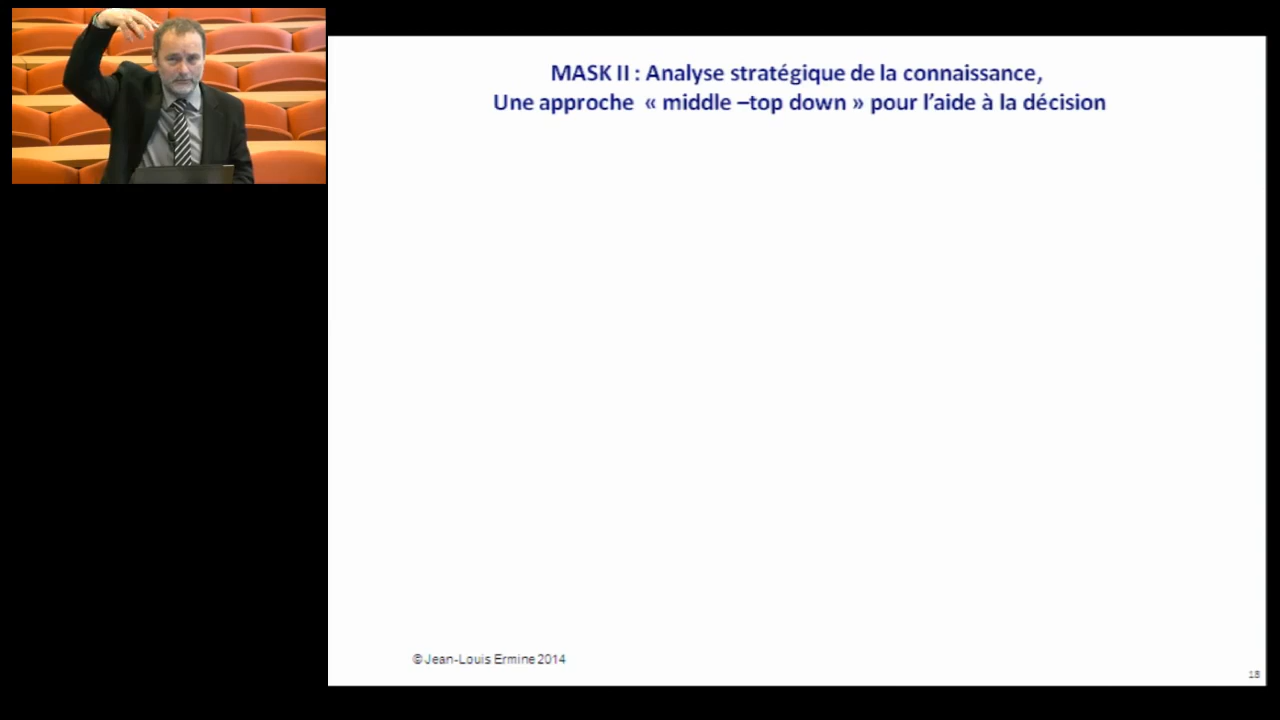 MASK II : Analyse stratégique de la connaissance,
Une approche « middle –top down » pour l'aide à la décision
© Jean-Louis Ermine 2014
18